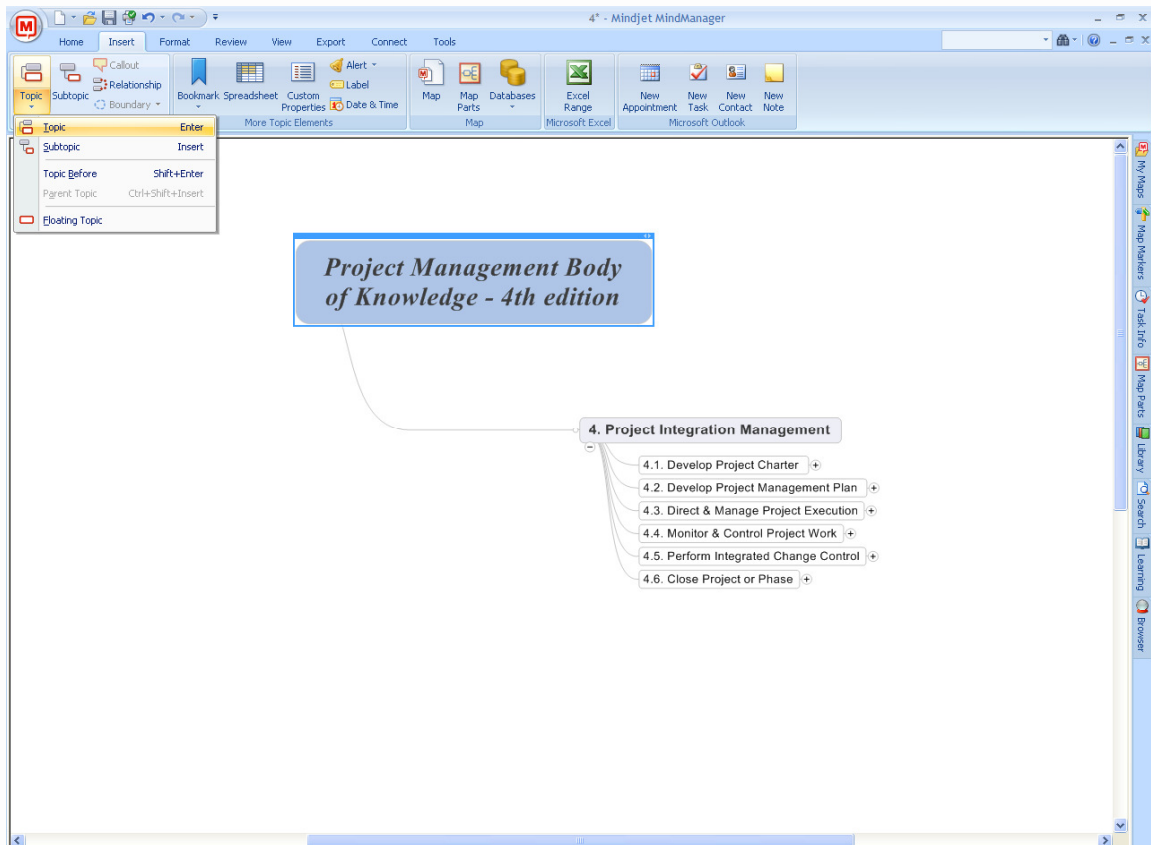 4* - Mindjet MindManager
Home Insert Format Review View Export Connect Tools
Topic
Subtopic
Callout
Relationship
Boundary
Bookmark
Spreadsheet
Custom Properties
Alert
Label
Date & Time
More Topic Elements
Map
Map Parts
Databases
Map
Excel Range
Microsoft Excel
New Appointment
New Task
New Contact
New Note
Microsoft Outlook
Topic Enter
Subtopic Insert
Topic Before Shift+Enter
Parent Topic Ctrl+Shift+Insert
Floating Topic
Project Management Body
of Knowledge - 4th edition
4. Project Integration Management
4.1. Develop Project Charter
4.2. Develop Project Management Plan
4.3. Direct & Manage Project Execution
4.4. Monitor & Control Project Work
4.5. Perform Integrated Change Control
4.6. Close Project or Phase
My Maps
Map Markers
Task Info
Map Parts
Library
Search
Learning
Browser